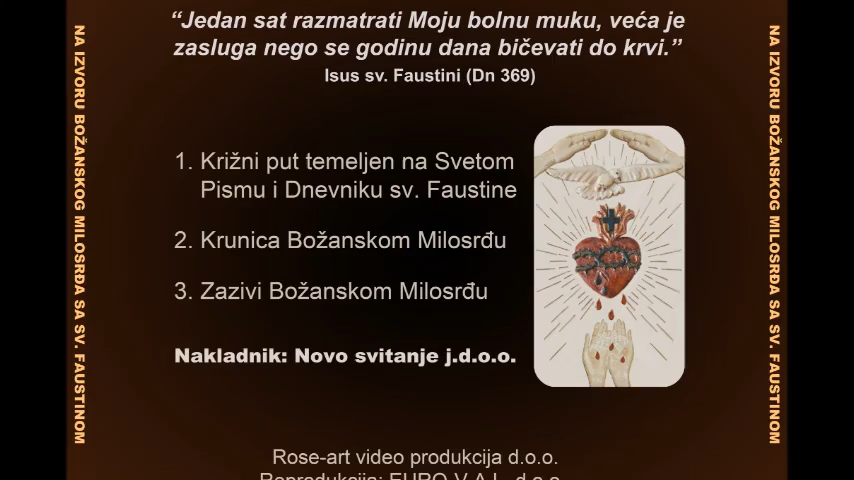 “Jedan sat razmatrati Moju bolnu muku, veća je
zasluga nego se godinu dana bičevati do krvi.”
Isus sv. Faustini (Dn 369)
NA IZVORU BOŽANSKOG MILOSRĐA SA SV. FAUSTINOM
1. Križni put temeljen na Svetom
Pismu i Dnevniku sv. Faustine
2. Krunica Božanskom Milosrđu
3. Zazivi Božanskom Milosrđu
Nakladnik: Novo svitanje j.d.o.o.
NA IZVORU BOŽANSKOG MILOSRĐA SA SV. FAUSTINOM
Rose-art video produkcija d.o.o.